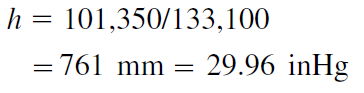 h = 101,350/133,100
= 761 mm = 29.96 inHg